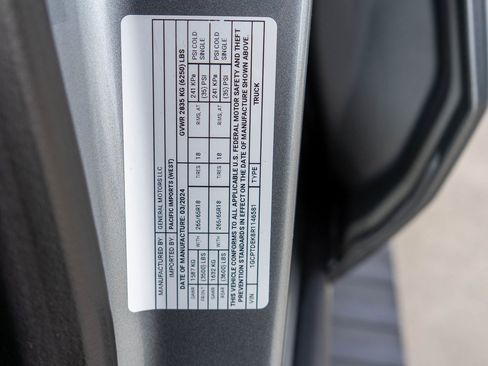 MANUFACTURED BY GENERAL MOTORS LLC
IMPORTED BY PACIFIC IMPORTS (WEST)
DATE OF MANUFACTURE: 03/2024 GVWR 2835 KG (6250) LBS
GAWR 1587 KG WITH 265/65R18 TIRES 18 RIMS, AT 241 KPa PSI COLD
FRONT (3500) LBS (35) PSI SINGLE
GAWR 1632 KG WITH 265/65R18 TIRES 18 RIMS, AT 241 KPa PSI COLD
REAR (3600) LBS (35) PSI SINGLE
THIS VEHICLE CONFORMS TO ALL APPLICABLE U.S. FEDERAL MOTOR SAFETY AND THEFT
PREVENTION STANDARDS IN EFFECT ON THE DATE OF MANUFACTURE SHOWN ABOVE.
VIN 1GCPTDEK8R1146581 TYPE TRUCK